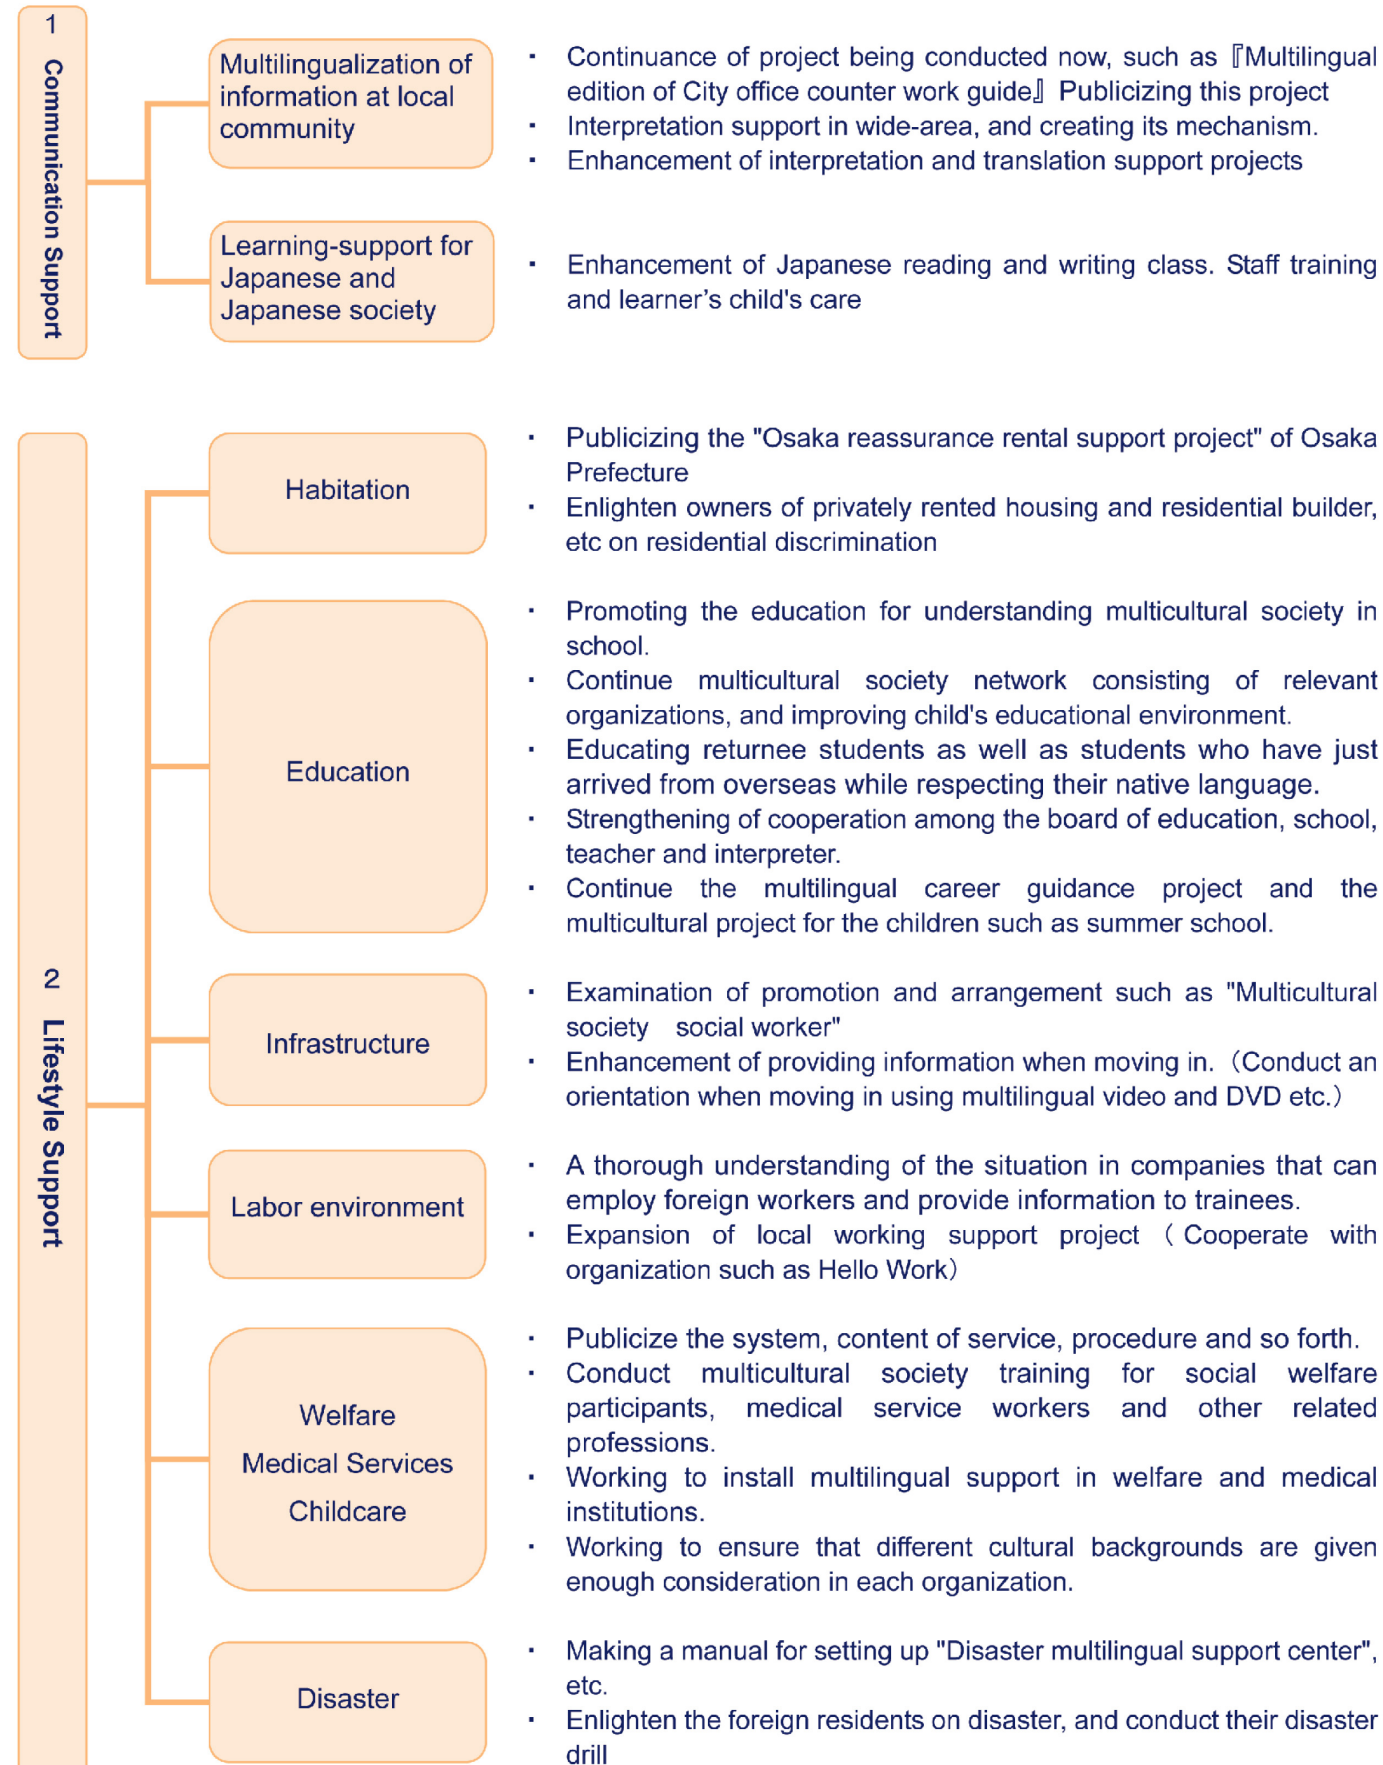 1 Communication Support
Multilingualization of
information at local
community
・ Continuance of project being conducted now, such as『Multilingual
edition of City office counter work guide』Publicizing this project
・ Interpretation support in wide-area, and creating its mechanism.
・ Enhancement of interpretation and translation support projects
Learning-support for
Japanese and
Japanese society
・ Enhancement of Japanese reading and writing class. Staff training
and learner’s child's care
2 Lifestyle Support
Habitation
・ Publicizing the "Osaka reassurance rental support project" of Osaka
Prefecture
・ Enlighten owners of privately rented housing and residential builder,
etc on residential discrimination
Education
・ Promoting the education for understanding multicultural society in
school.
・ Continue multicultural society network consisting of relevant
organizations, and improving child's educational environment.
・ Educating returnee students as well as students who have just
arrived from overseas while respecting their native language.
・ Strengthening of cooperation among the board of education, school,
teacher and interpreter.
・ Continue the multilingual career guidance project and the
multicultural project for the children such as summer school.
Infrastructure
・ Examination of promotion and arrangement such as "Multicultural
society　social worker"
・ Enhancement of providing information when moving in.（Conduct an
orientation when moving in using multilingual video and DVD etc.）
Labor environment
・ A thorough understanding of the situation in companies that can
employ foreign workers and provide information to trainees.
・ Expansion of local working support project（Cooperate with
organization such as Hello Work）
Welfare
Medical Services
Childcare
・ Publicize the system, content of service, procedure and so forth.
・ Conduct multicultural society training for social welfare
participants, medical service workers and other related
professions.
・ Working to install multilingual support in welfare and medical
institutions.
・ Working to ensure that different cultural backgrounds are given
enough consideration in each organization.
Disaster
・ Making a manual for setting up "Disaster multilingual support center",
etc.
・ Enlighten the foreign residents on disaster, and conduct their disaster
drill